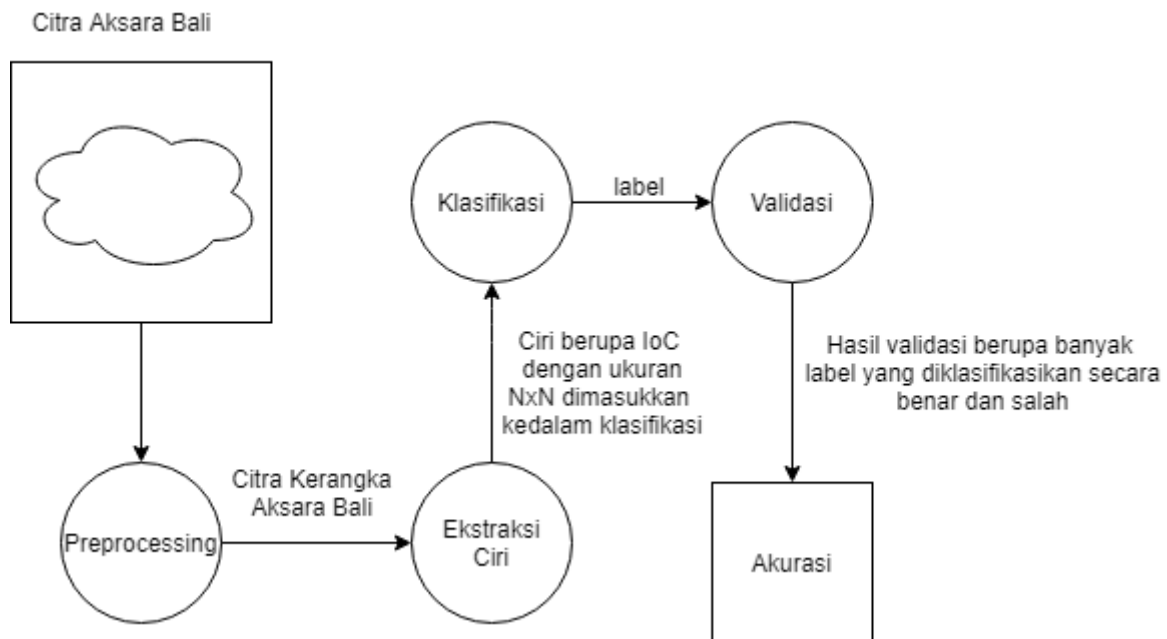 Citra Aksara Bali
Preprocessing
Citra Kerangka
Aksara Bali
Ekstraksi
Ciri
Ciri berupa IoC
dengan ukuran
NxN dimasukkan
kedalam klasifikasi
Klasifikasi
label
Validasi
Hasil validasi berupa banyak
label yang diklasifikasikan secara
benar dan salah
Akurasi